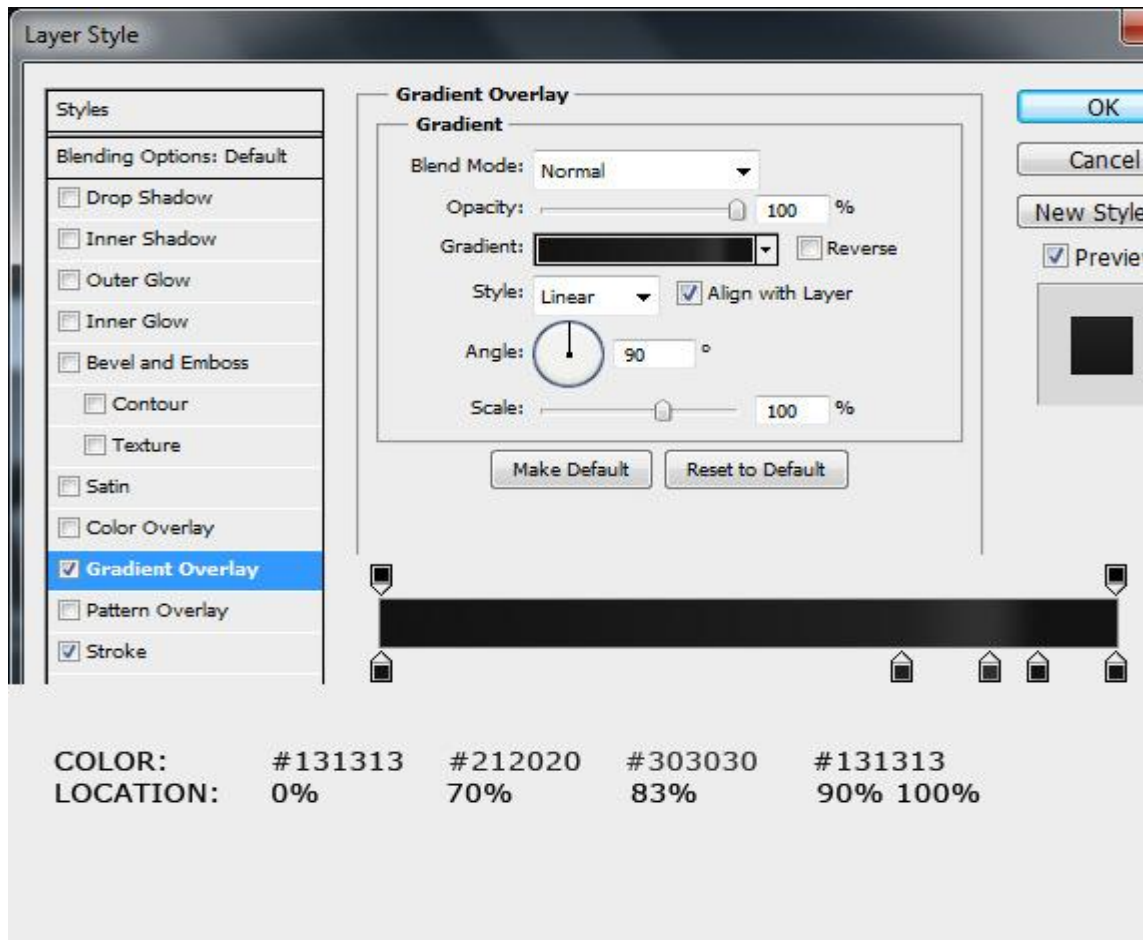 Layer Style
Styles
Blending Options: Default
Drop Shadow
Inner Shadow
Outer Glow
Inner Glow
Bevel and Emboss
Contour
Texture
Satin
Color Overlay
Gradient Overlay
Pattern Overlay
Stroke
Gradient Overlay
Gradient
Blend Mode: Normal
Opacity: 100 %
Gradient: Reverse
Style: Linear Align with Layer
Angle: 90 °
Scale: 100 %
Make Default Reset to Default
OK
Cancel
New Style
Previe
COLOR: #131313 #212020 #303030 #131313
LOCATION: 0% 70% 83% 90% 100%